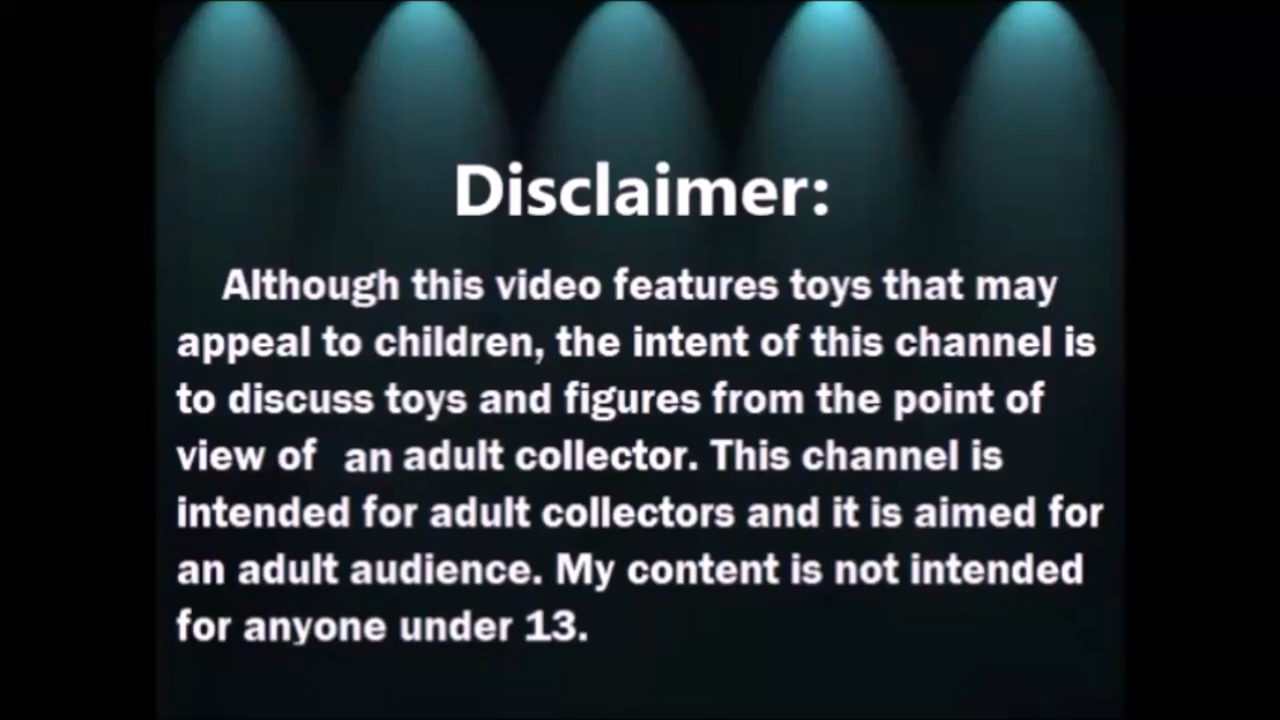 Disclaimer:
Although this video features toys that may
appeal to children, the intent of this channel is
to discuss toys and figures from the point of
view of an adult collector. This channel is
intended for adult collectors and it is aimed for
an adult audience. My content is not intended
for anyone under 13.